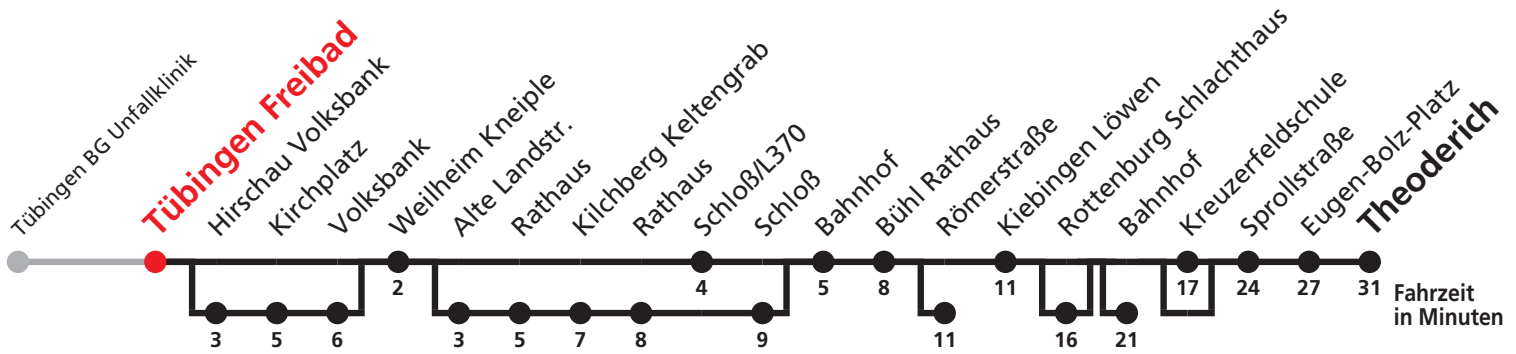 Tübingen BG Unfallklinik
Tübingen Freibad
Hirschau Volksbank
Kirchplatz
Volksbank
Weilheim Kneiple
Alte Landstr.
Rathaus
Kilchberg Keltengrab
Rathaus
Schloß/L370
Schloß
Bahnhof
Bühl Rathaus
Römerstraße
Kiebingen Löwen
Rottenburg Schlachthaus
Bahnhof
Kreuzerfeldschule
Sprollstraße
Eugen-Bolz-Platz
Theoderich
2
4
5
8
11
17
24
27
31
Fahrzeit
in Minuten
3
5
6
3
5
7
8
9
11
16
21